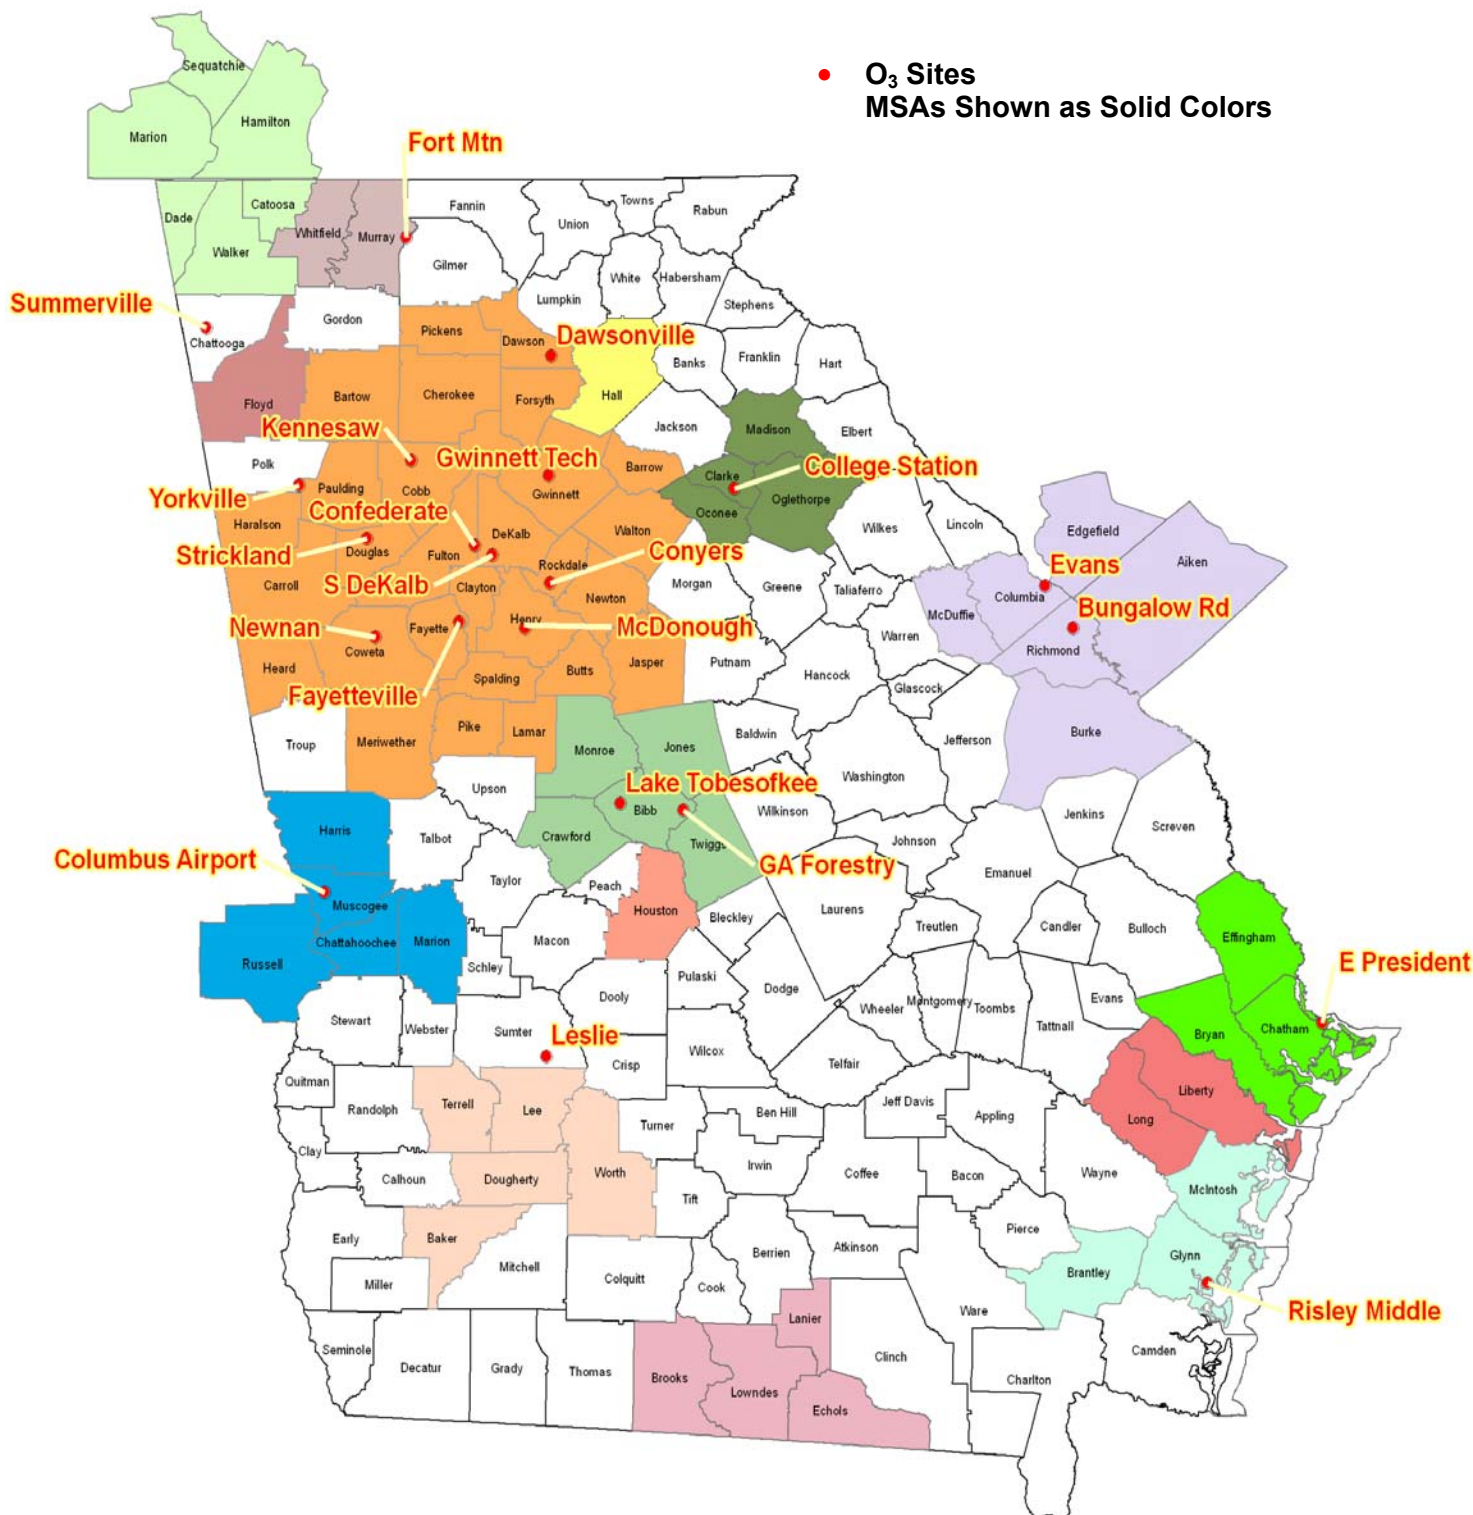 O₃ Sites
MSAs Shown as Solid Colors
Sequatchie
Marion
Hamilton
Fort Mtn
Dade
Catoosa
Walker
Whitfield
Murray
Fannin
Union
Towns
Rabun
Gilmer
White
Habersham
Lumpkin
Stephens
Summerville
Chattooga
Gordon
Pickens
Dawson
Dawsonville
Banks
Franklin
Hart
Floyd
Bartow
Cherokee
Forsyth
Hall
Jackson
Madison
Elbert
Kennesaw
Polk
Gwinnett Tech
Barrow
Clarke
College Station
Yorkville
Paulding
Cobb
Gwinnett
Oconee
Oglethorpe
Confederate
Haralson
Wilkes
Lincoln
Edgefield
Strickland
Douglas
Fulton
DeKalb
Walton
Conyers
Aiken
Evans
S DeKalb
Carroll
Clayton
Rockdale
Newton
Morgan
Greene
Taliaferro
McDuffie
Columbia
Bungalow Rd
Newnan
Coweta
Fayette
Henry
McDonough
Warren
Richmond
Heard
Fayetteville
Spalding
Butts
Jasper
Putnam
Hancock
Glascock
Troup
Meriwether
Pike
Lamar
Monroe
Jones
Baldwin
Jefferson
Burke
Upson
Lake Tobesofkee
Bibb
Washington
Wilkinson
Jenkins
Screven
Harris
Talbot
Crawford
Twiggs
GA Forestry
Johnson
Columbus Airport
Muscogee
Taylor
Peach
Houston
Emanuel
Laurens
Bleckley
Treutlen
Candler
Bulloch
Effingham
Russell
Chattahoochee
Marion
Macon
Schley
Pulaski
Dodge
E President
Stewart
Webster
Sumter
Dooly
Wheeler
Montgomery
Toombs
Evans
Tattnall
Bryan
Chatham
Leslie
Crisp
Wilcox
Telfair
Quitman
Randolph
Terrell
Lee
Turner
Ben Hill
Jeff Davis
Appling
Long
Liberty
Clay
Calhoun
Dougherty
Worth
Irwin
Coffee
Bacon
Wayne
McIntosh
Tift
Early
Baker
Mitchell
Berrien
Atkinson
Pierce
Glynn
Brantley
Miller
Colquitt
Cook
Lanier
Ware
Risley Middle
Seminole
Decatur
Grady
Thomas
Brooks
Lowndes
Echols
Clinch
Charlton
Camden